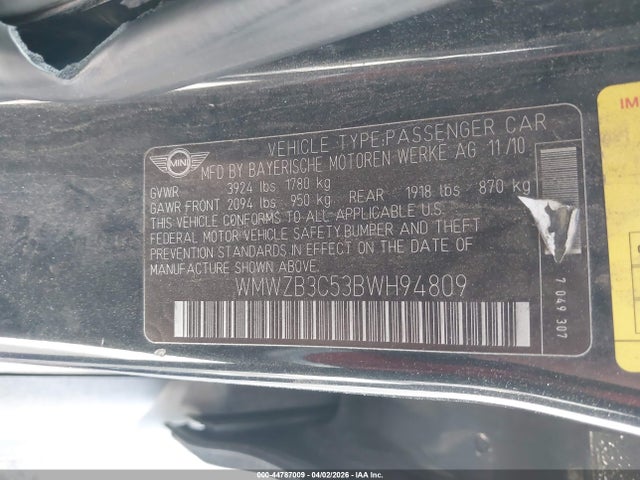 VEHICLE TYPE:PASSENGER CAR
MINI
MFD BY BAYERISCHE MOTOREN WERKE AG 11/10
GVWR 3924 lbs 1780 kg
GAWR FRONT 2094 lbs 950 kg REAR 1918 lbs 870 kg
THIS VEHICLE CONFORMS TO ALL APPLICABLE U.S.
FEDERAL MOTOR VEHICLE SAFETY,BUMPER AND THEFT
PREVENTION STANDARDS IN EFFECT ON THE DATE OF
MANUFACTURE SHOWN ABOVE.
WMWZB3C53BWH94809
7 049 307
IM
000-44787009 - 04/02/2026 - IAA, Inc.